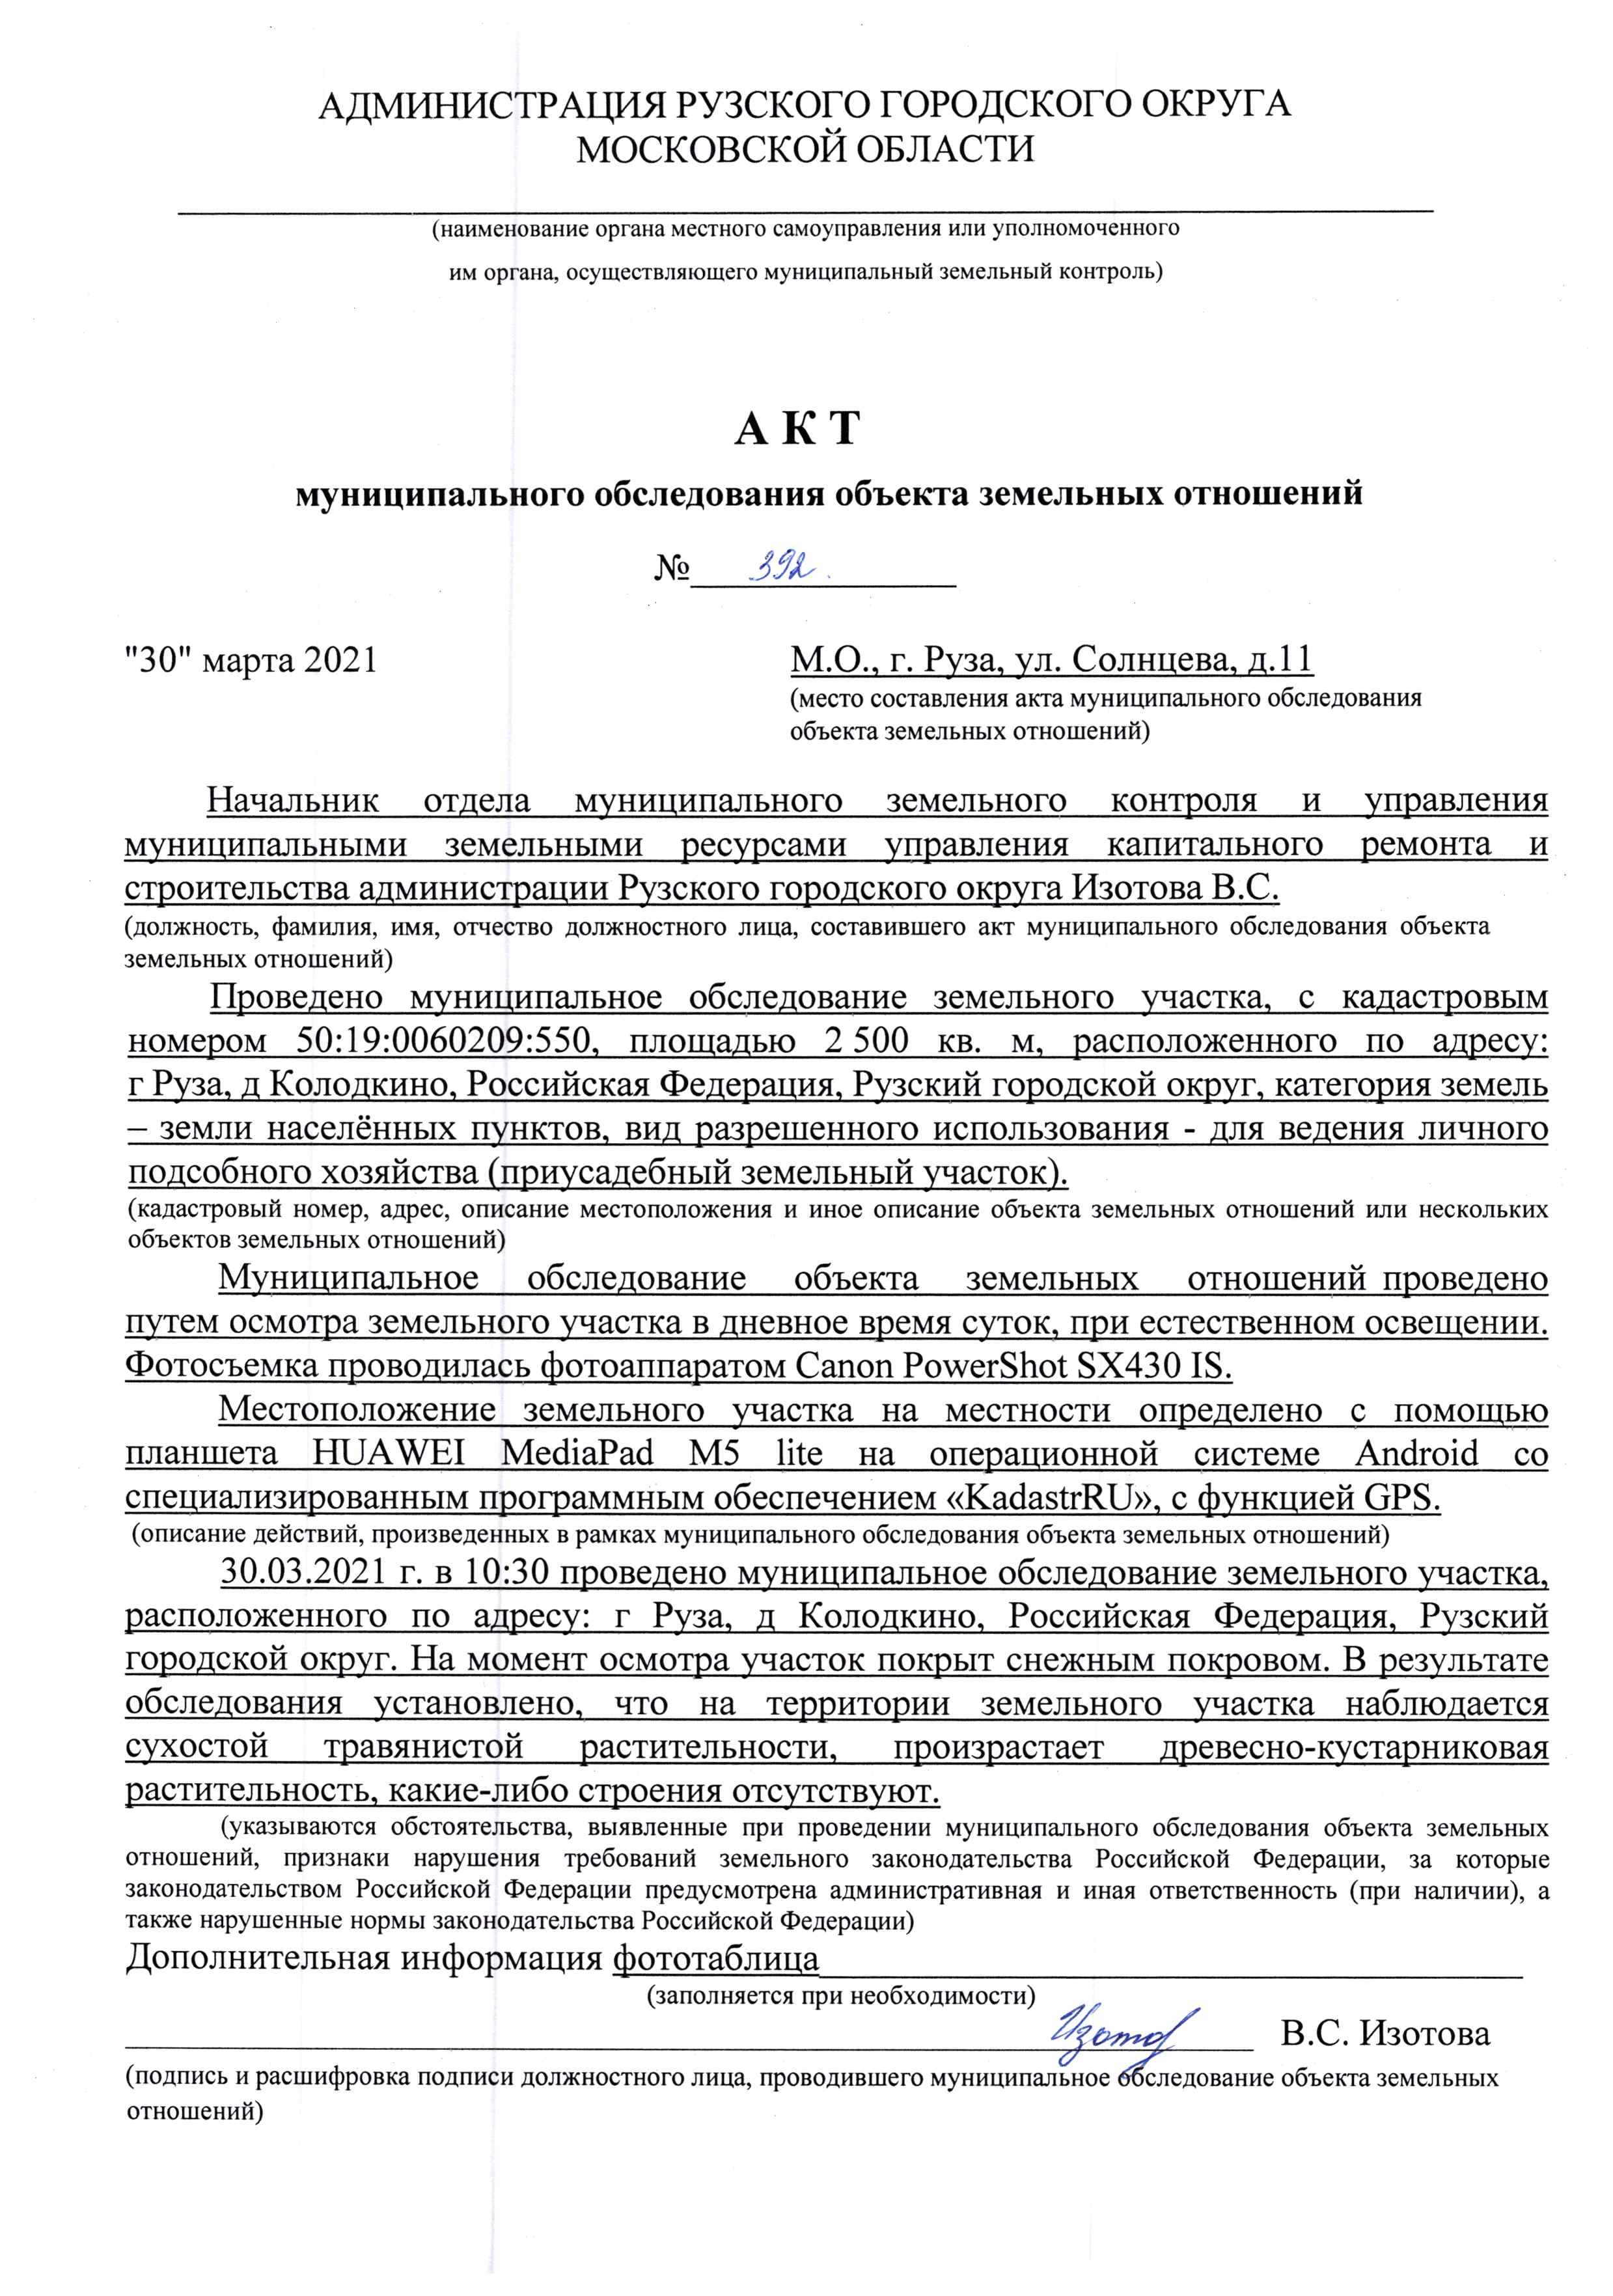 АДМИНИСТРАЦИЯ РУЗСКОГО ГОРОДСКОГО ОКРУГА
МОСКОВСКОЙ ОБЛАСТИ
(наименование органа местного самоуправления или уполномоченного
им органа, осуществляющего муниципальный земельный контроль)
А К Т
муниципального обследования объекта земельных отношений
№ 392.
"30" марта 2021
М.О., г. Руза, ул. Солнцева, д.11
(место составления акта муниципального обследования
объекта земельных отношений)
Начальник отдела муниципального земельного контроля и управления
муниципальными земельными ресурсами управления капитального ремонта и
строительства администрации Рузского городского округа Изотова В.С.
(должность, фамилия, имя, отчество должностного лица, составившего акт муниципального обследования объекта
земельных отношений)
Проведено муниципальное обследование земельного участка, с кадастровым
номером 50:19:0060209:550, площадью 2 500 кв. м, расположенного по адресу:
г Руза, д Колодкино, Российская Федерация, Рузский городской округ, категория земель
– земли населённых пунктов, вид разрешенного использования - для ведения личного
подсобного хозяйства (приусадебный земельный участок).
(кадастровый номер, адрес, описание местоположения и иное описание объекта земельных отношений или нескольких
объектов земельных отношений)
Муниципальное обследование объекта земельных отношений проведено
путем осмотра земельного участка в дневное время суток, при естественном освещении.
Фотосъемка проводилась фотоаппаратом Canon PowerShot SX430 IS.
Местоположение земельного участка на местности определено с помощью
планшета HUAWEI MediaPad M5 lite на операционной системе Android со
специализированным программным обеспечением «KadastrRU», с функцией GPS.
(описание действий, произведенных в рамках муниципального обследования объекта земельных отношений)
30.03.2021 г. в 10:30 проведено муниципальное обследование земельного участка,
расположенного по адресу: г Руза, д Колодкино, Российская Федерация, Рузский
городской округ. На момент осмотра участок покрыт снежным покровом. В результате
обследования установлено, что на территории земельного участка наблюдается
сухостой травянистой растительности, произрастает древесно-кустарниковая
растительность, какие-либо строения отсутствуют.
(указываются обстоятельства, выявленные при проведении муниципального обследования объекта земельных
отношений, признаки нарушения требований земельного законодательства Российской Федерации, за которые
законодательством Российской Федерации предусмотрена административная и иная ответственность (при наличии), а
также нарушенные нормы законодательства Российской Федерации)
Дополнительная информация фототаблица
(заполняется при необходимости)
В.С. Изотова
(подпись и расшифровка подписи должностного лица, проводившего муниципальное обследование объекта земельных
отношений)